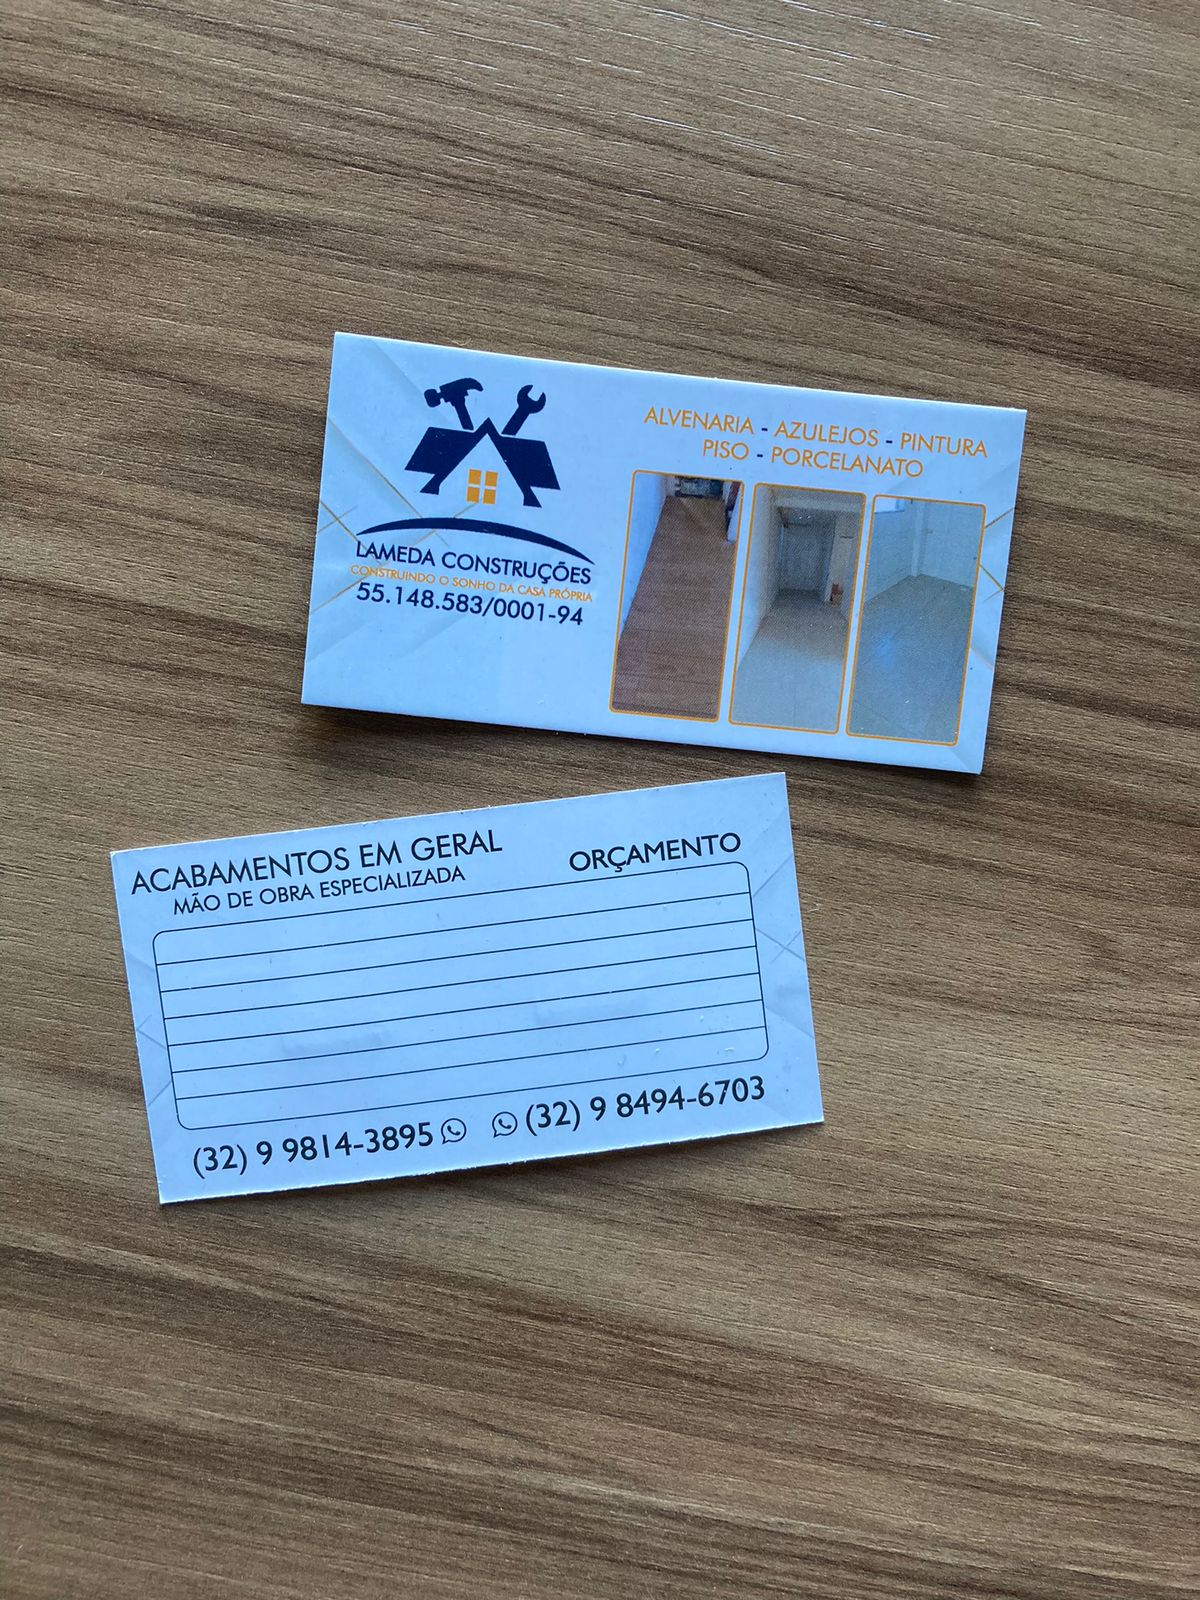 ALVENARIA - AZULEJOS - PINTURA
PISO - PORCELANATO
LAMEDA CONSTRUÇÕES
CONSTRUINDO O SONHO DA CASA PRÓPRIA
55.148.583/0001-94
ACABAMENTOS EM GERAL
MÃO DE OBRA ESPECIALIZADA
ORÇAMENTO
(32) 9 9814-3895 (32) 9 8494-6703